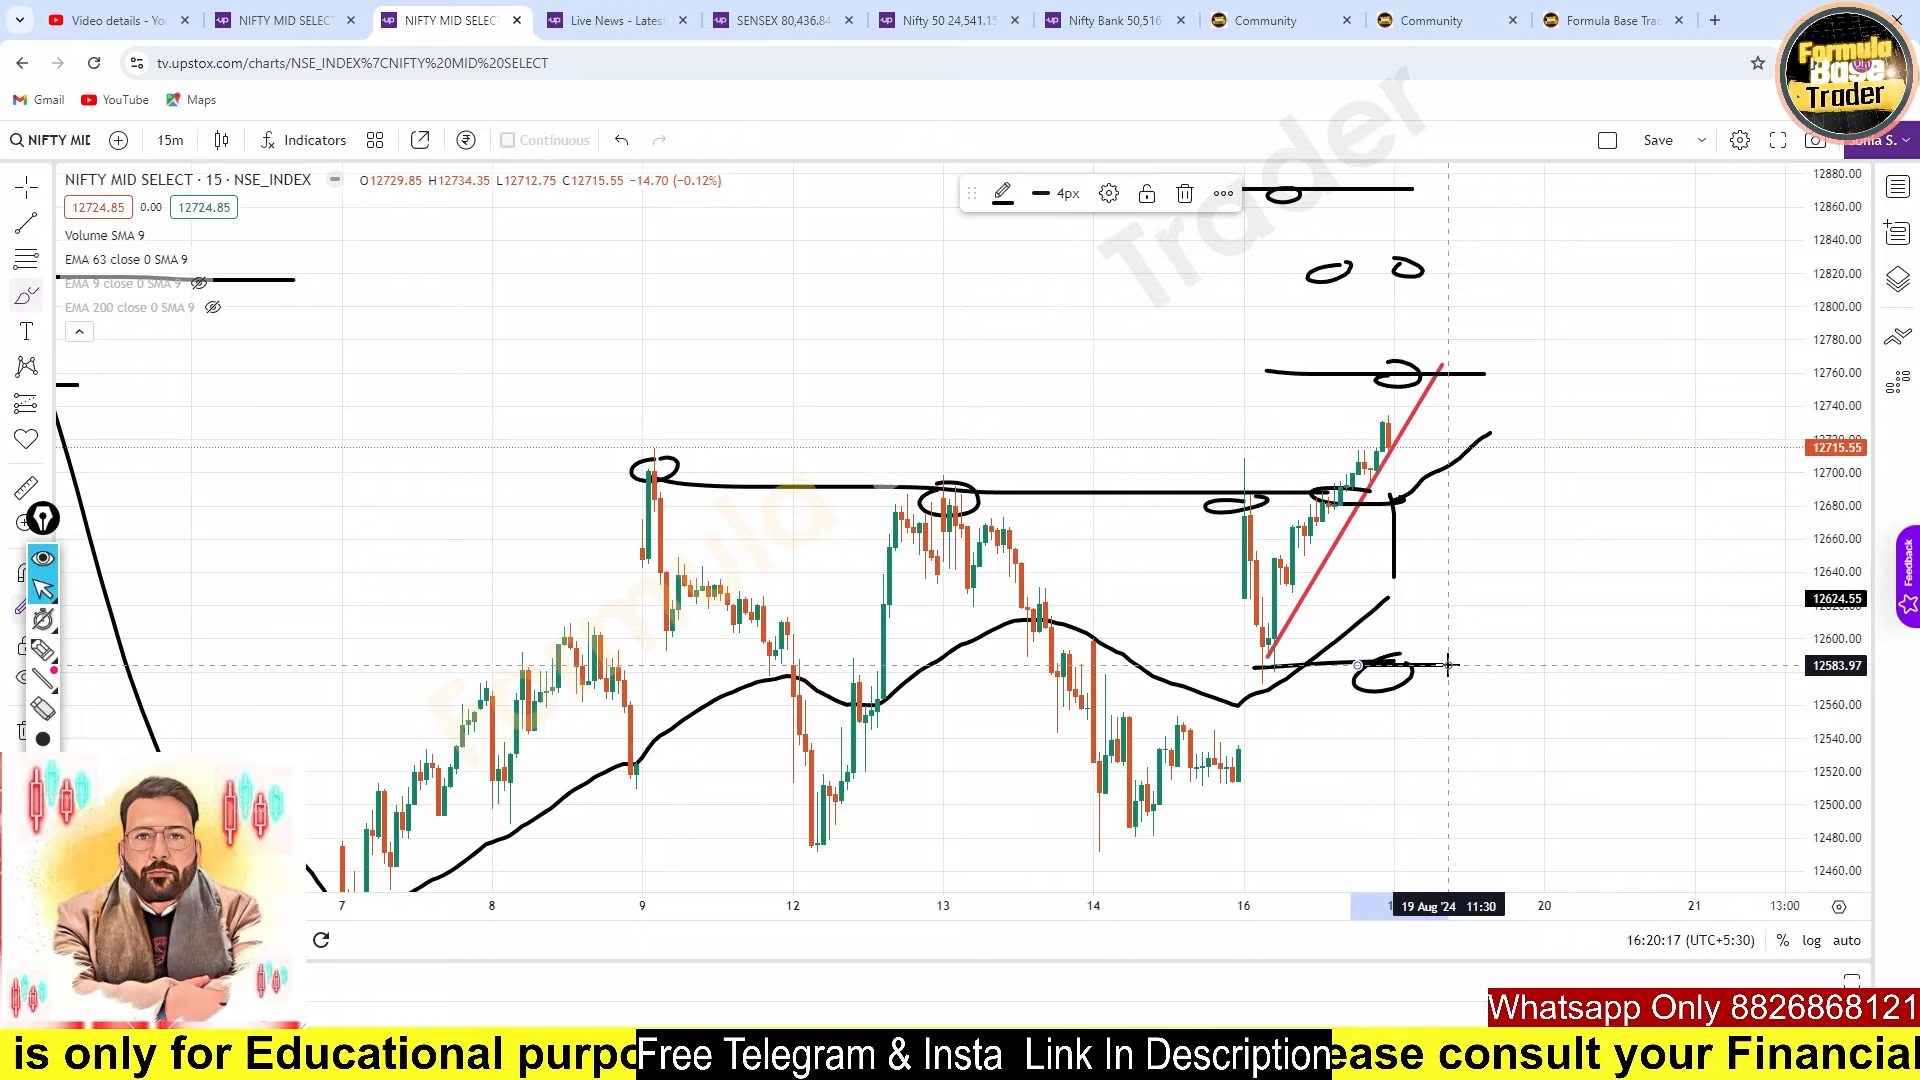 Video details - You
NIFTY MID SELEC
NIFTY MID SELEC
Live News - Lates
SENSEX 80,436.84
Nifty 50 24,541.15
Nifty Bank 50,516
Community
Community
Formula Base Tra
tv.upstox.com/charts/NSE_INDEX%7CNIFTY%20MID%20SELECT
Gmail
YouTube
Maps
Formula
Base
Trader
NIFTY MID
15m
Indicators
Continuous
Save
Sonia S.
NIFTY MID SELECT · 15 · NSE_INDEX
O12729.85 H12734.35 L12712.75 C12715.55 −14.70 (−0.12%)
12724.85 0.00 12724.85
Volume SMA 9
EMA 63 close 0 SMA 9
EMA 9 close 0 SMA 9
EMA 200 close 0 SMA 9
4px
Formula
Trader
12880.00
12860.00
12840.00
12820.00
12800.00
12780.00
12760.00
12740.00
12715.55
12700.00
12680.00
12660.00
12640.00
12624.55
12600.00
12583.97
12560.00
12540.00
12520.00
12500.00
12480.00
12460.00
Feedback
7 8 9 12 13 14 16 19 Aug '24 11:30 20 21 13:00
16:20:17 (UTC+5:30) % log auto
Whatsapp Only 8826868121
is only for Educational purpo
Free Telegram & Insta Link In Description
ease consult your Financial